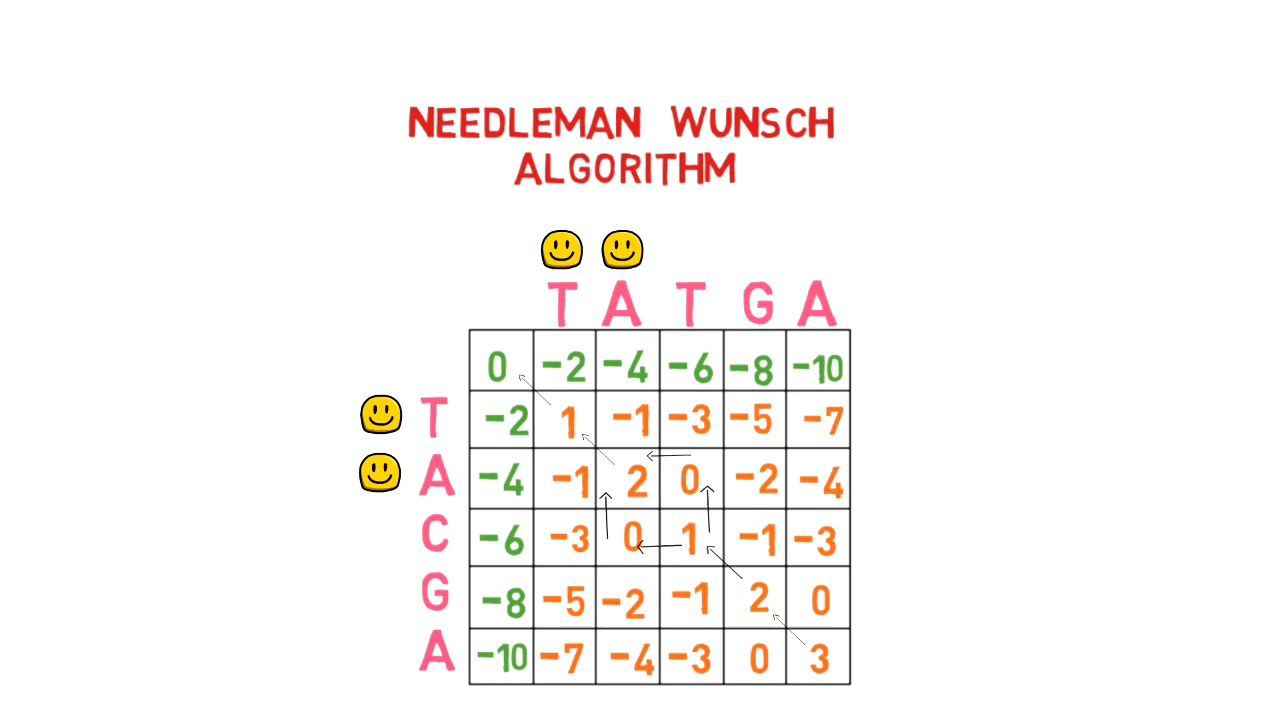 NEEDLEMAN WUNSCH
ALGORITHM
T A T G A
0 -2 -4 -6 -8 -10
T -2 1 -1 -3 -5 -7
A -4 -1 2 0 -2 -4
C -6 -3 0 1 -1 -3
G -8 -5 -2 -1 2 0
A -10 -7 -4 -3 0 3